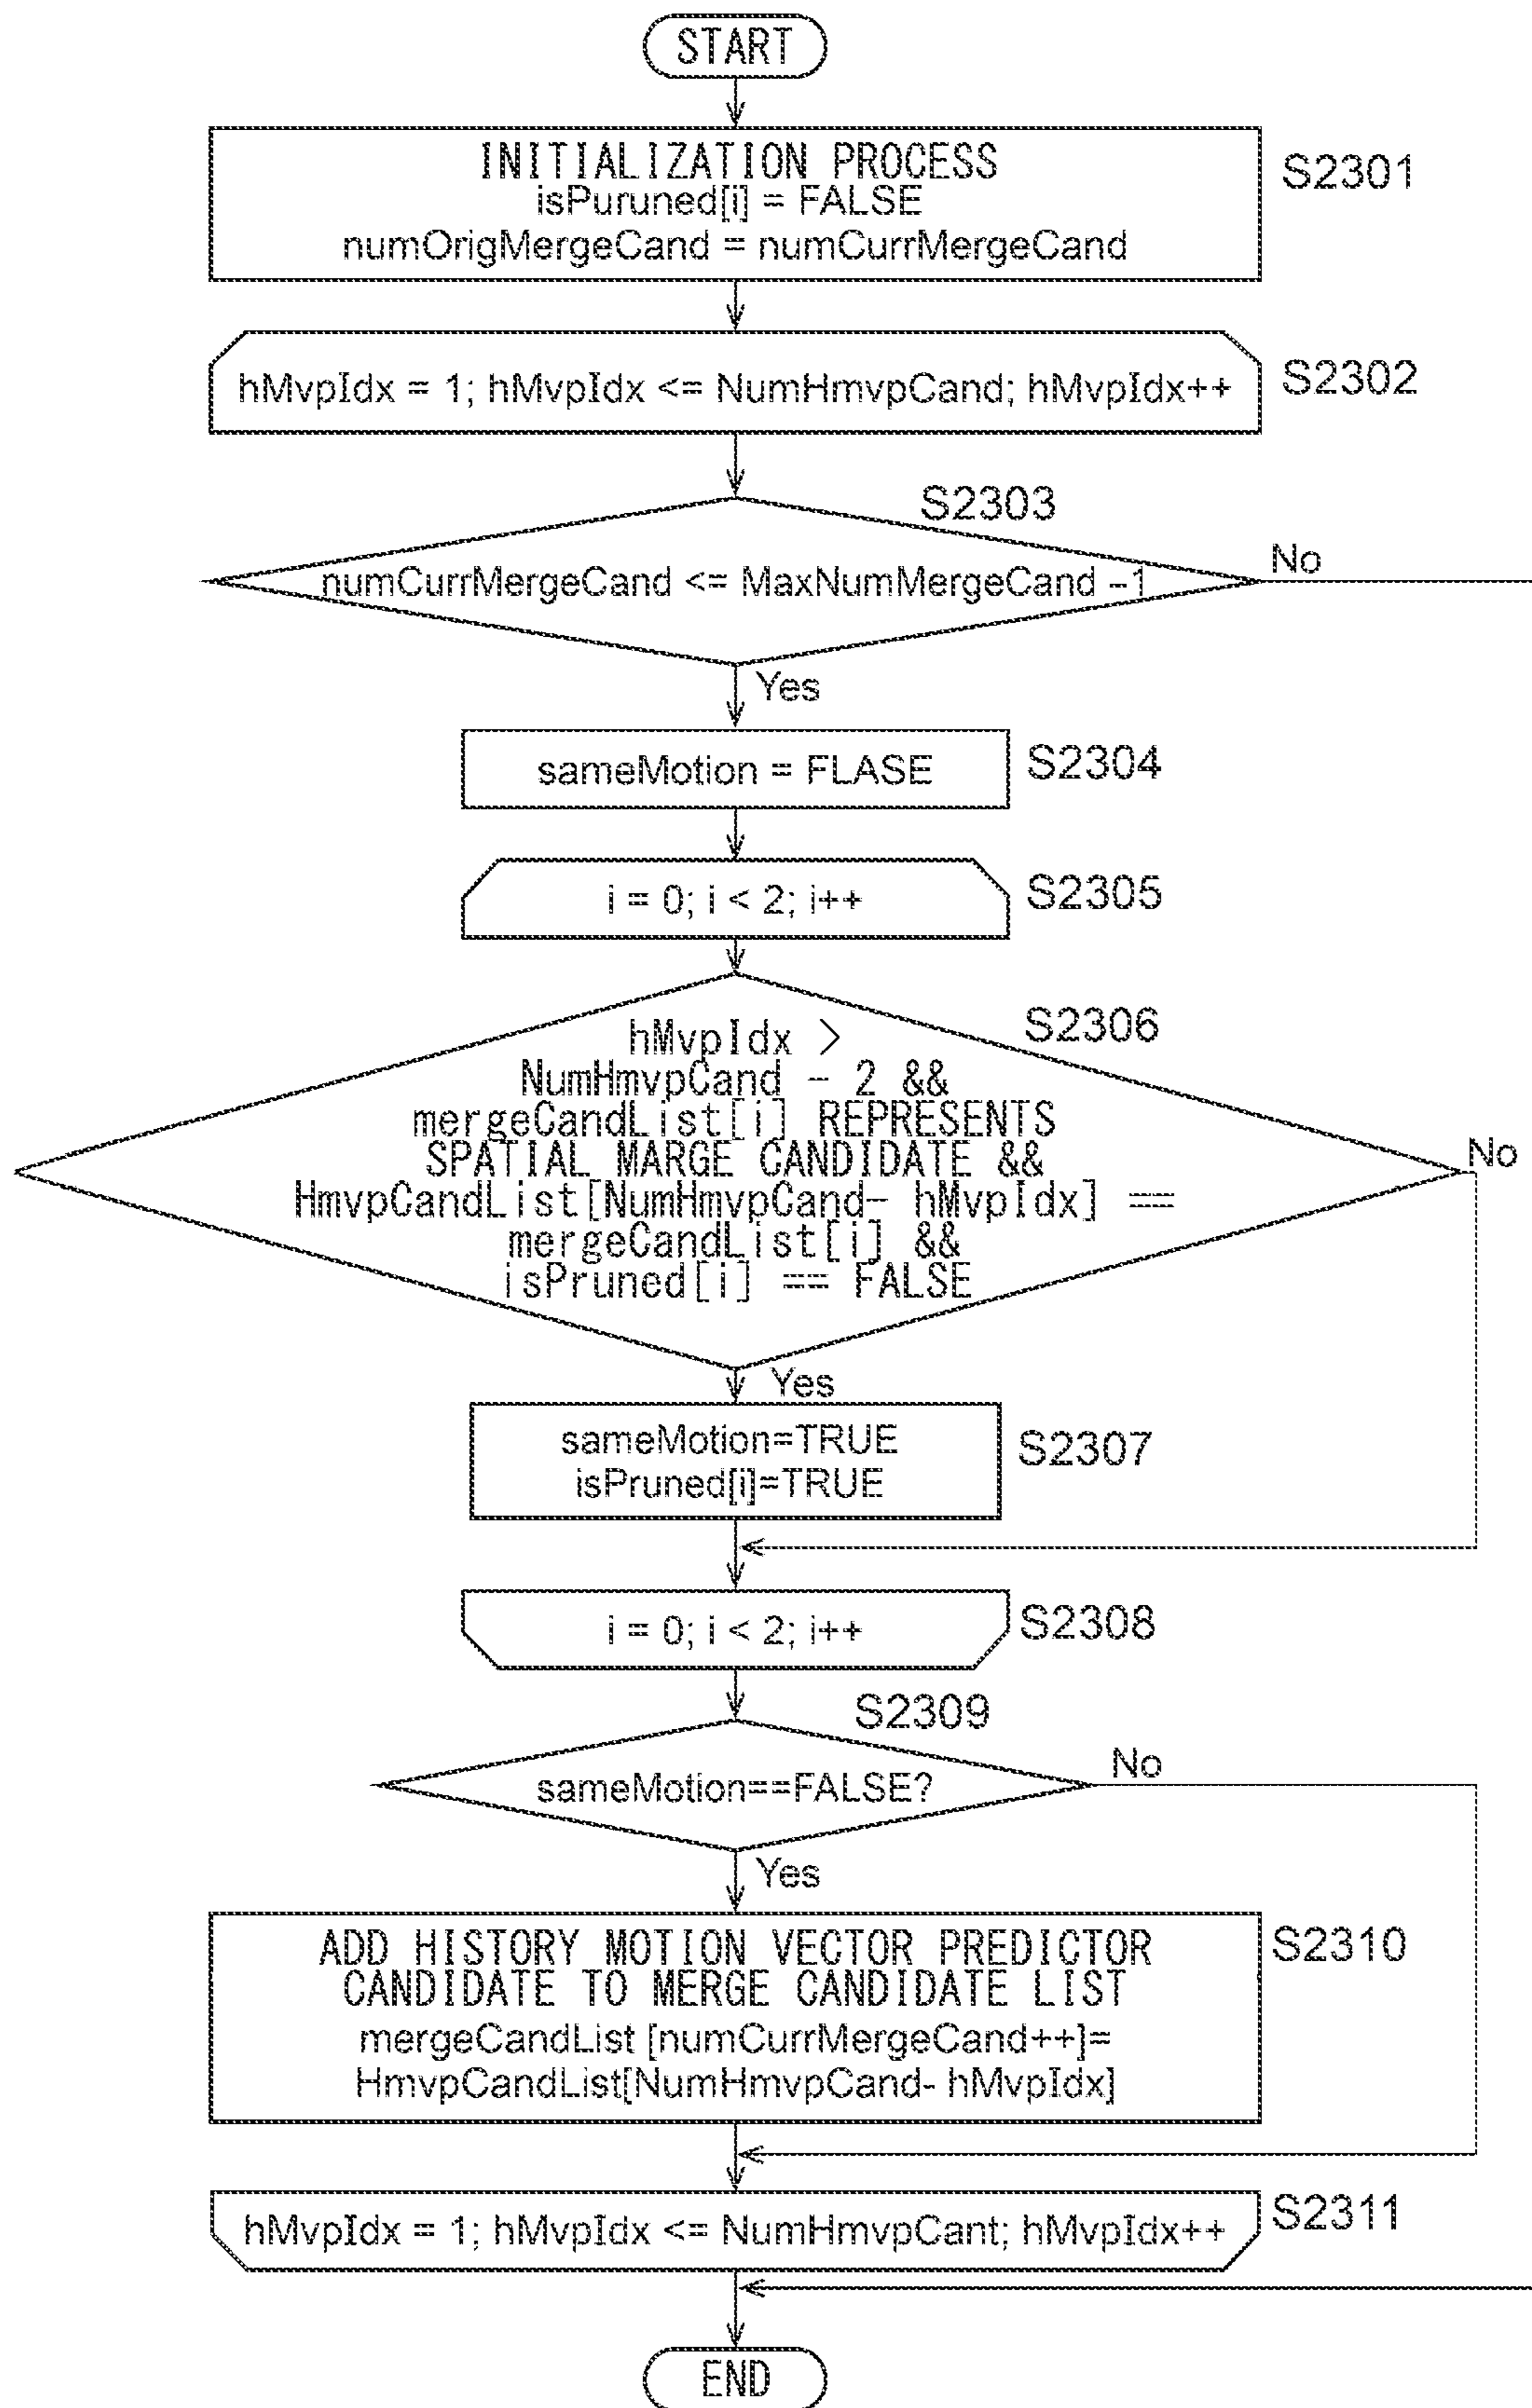 START
INITIALIZATION PROCESS
isPuruned[i] = FALSE
numOrigMergeCand = numCurrMergeCand
S2301
hMvpIdx = 1; hMvpIdx <= NumHmvpCand; hMvpIdx++
S2302
S2303
numCurrMergeCand <= MaxNumMergeCand -1
No
Yes
sameMotion = FLASE
S2304
i = 0; i < 2; i++
S2305
S2306
hMvpIdx >
NumHmvpCand - 2 &&
mergeCandList[i] REPRESENTS
SPATIAL MARGE CANDIDATE &&
HmvpCandList[NumHmvpCand- hMvpIdx] ==
mergeCandList[i] &&
isPruned[i] == FALSE
No
Yes
sameMotion=TRUE
isPruned[i]=TRUE
S2307
i = 0; i < 2; i++
S2308
S2309
sameMotion==FALSE?
No
Yes
ADD HISTORY MOTION VECTOR PREDICTOR
CANDIDATE TO MERGE CANDIDATE LIST
mergeCandList [numCurrMergeCand++]=
HmvpCandList[NumHmvpCand- hMvpIdx]
S2310
hMvpIdx = 1; hMvpIdx <= NumHmvpCant; hMvpIdx++
S2311
END